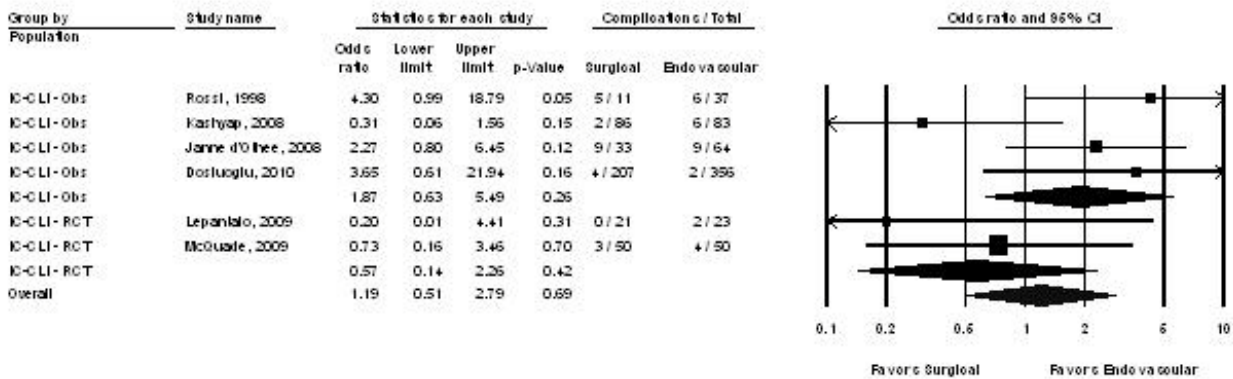 Group by Study name Statistics for each study Complications / Total Odds ratio and 95% CI
Population
Odds ratio Lower limit Upper limit p-Value Surgical Endovascular
IC-CLI-Obs Rossi, 1998 4.30 0.99 18.79 0.05 5 / 11 6 / 37
IC-CLI-Obs Kashyap, 2008 0.31 0.06 1.56 0.15 2 / 86 6 / 83
IC-CLI-Obs Janne d'Othee, 2008 2.27 0.80 6.45 0.12 9 / 33 9 / 64
IC-CLI-Obs Dosluoglu, 2010 3.65 0.61 21.94 0.16 4 / 207 2 / 356
IC-CLI-Obs 1.87 0.63 5.49 0.26
IC-CLI-RCT Lepantalo, 2009 0.20 0.01 4.41 0.31 0 / 21 2 / 23
IC-CLI-RCT McQuade, 2009 0.73 0.16 3.46 0.70 3 / 50 4 / 50
IC-CLI-RCT 0.57 0.14 2.26 0.42
Overall 1.19 0.51 2.79 0.69
0.1 0.2 0.5 1 2 5 10
Favors Surgical Favors Endovascular